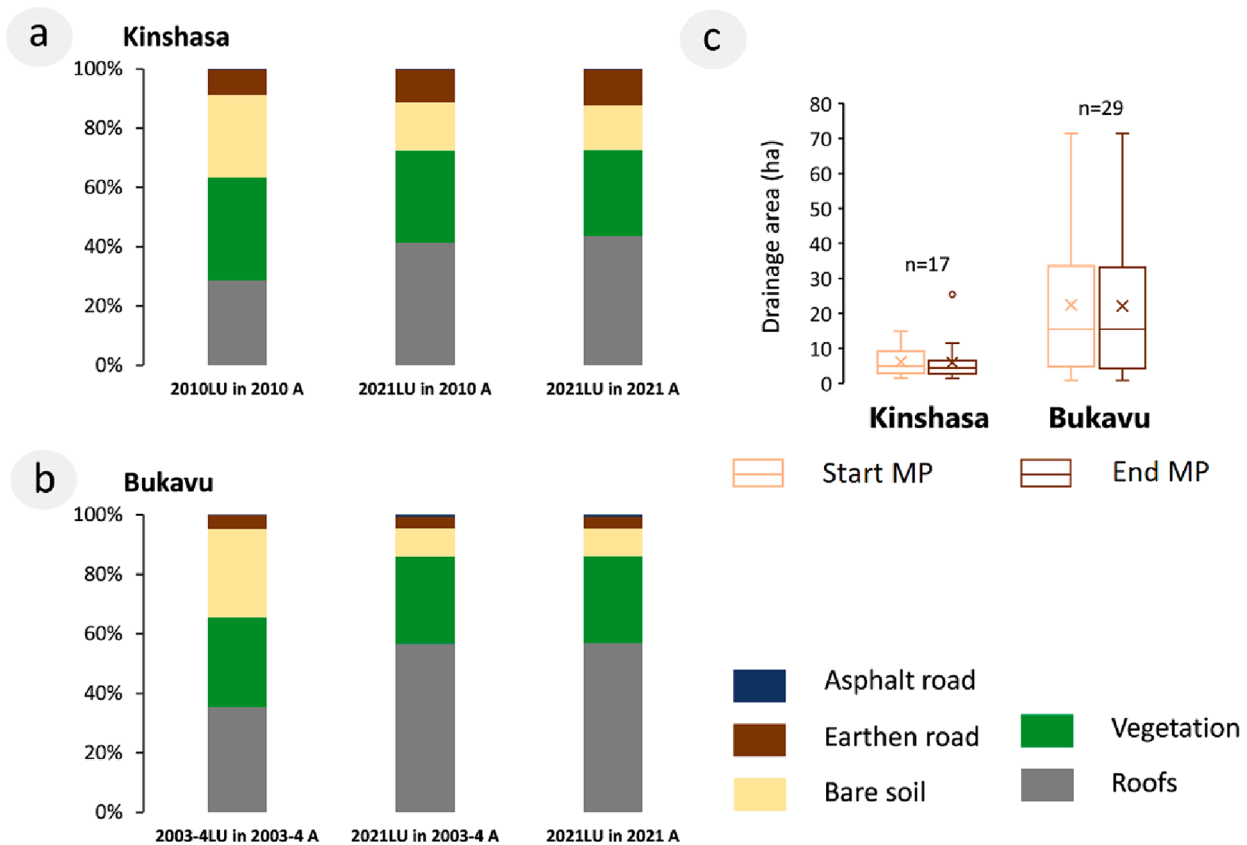 a
Kinshasa
100%
80%
60%
40%
20%
0%
2010LU in 2010 A
2021LU in 2010 A
2021LU in 2021 A
b
Bukavu
100%
80%
60%
40%
20%
0%
2003-4LU in 2003-4 A
2021LU in 2003-4 A
2021LU in 2021 A
c
Drainage area (ha)
80
70
60
50
40
30
20
10
0
n=17
n=29
Kinshasa
Bukavu
Start MP
End MP
Asphalt road
Earthen road
Bare soil
Vegetation
Roofs